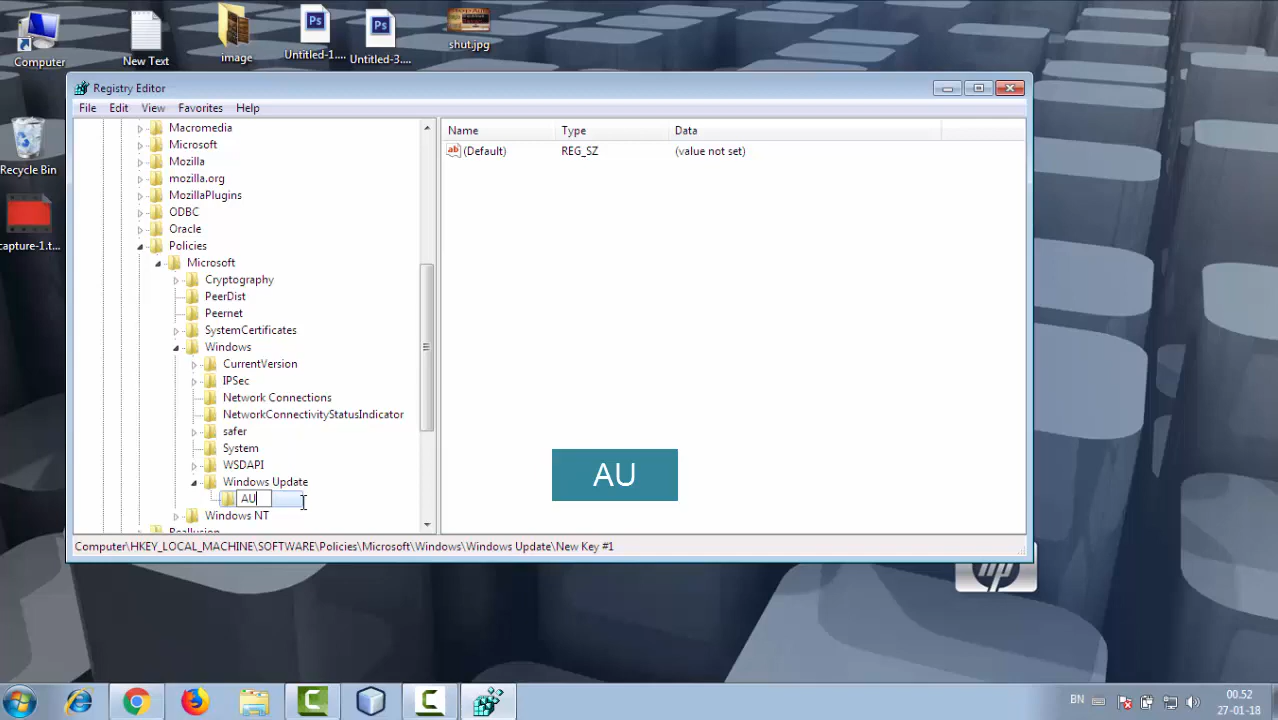 Computer
New Text
image
Untitled-1....
Untitled-3....
shut.jpg
Recycle Bin
capture-1.t...
Registry Editor
File Edit View Favorites Help
Macromedia
Microsoft
Mozilla
mozilla.org
MozillaPlugins
ODBC
Oracle
Policies
Microsoft
Cryptography
PeerDist
Peernet
SystemCertificates
Windows
CurrentVersion
IPSec
Network Connections
NetworkConnectivityStatusIndicator
safer
System
WSDAPI
Windows Update
AU
Windows NT
Reallusion
Name Type Data
(Default) REG_SZ (value not set)
AU
Computer\HKEY_LOCAL_MACHINE\SOFTWARE\Policies\Microsoft\Windows\Windows Update\New Key #1
hp
BN
00.52
27-01-18